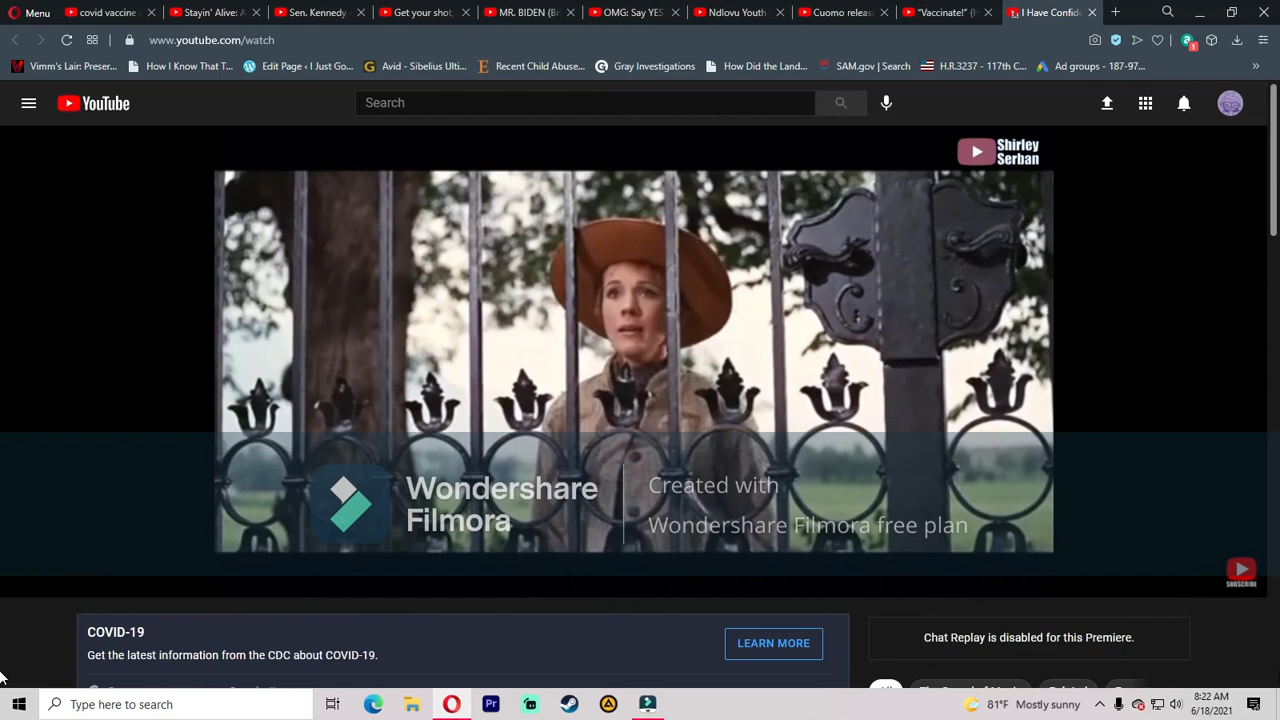 Menu
covid vaccine
Stayin' Alive:
Sen. Kennedy
Get your shot,
MR. BIDEN (B
OMG: Say YES
Ndlovu Youth
Cuomo releas
"Vaccinate!" (
I Have Confid
www.youtube.com/watch
Vimm's Lair: Preser...
How I Know That T...
Edit Page ‹ I Just Go...
Avid - Sibelius Ulti...
Recent Child Abuse...
Gray Investigations
How Did the Land...
SAM.gov | Search
H.R.3237 - 117th C...
Ad groups - 187-97...
YouTube
Search
1
Shirley
Serban
Wondershare
Filmora
Created with
Wondershare Filmora free plan
SUBSCRIBE
COVID-19
Get the latest information from the CDC about COVID-19.
LEARN MORE
Chat Replay is disabled for this Premiere.
Type here to search
81°F Mostly sunny
8:22 AM
6/18/2021